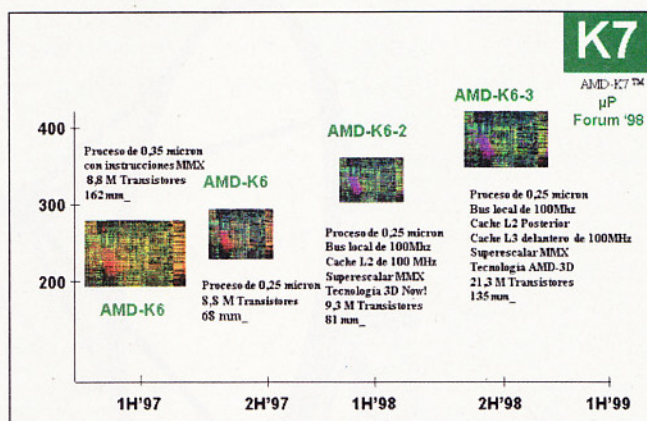 K7
AMD-K7™
µP
Forum '98
AMD-K6-3
AMD-K6-2
AMD-K6
AMD-K6
400
300
200
Proceso de 0,35 micron
con instrucciones MMX
8,8 M Transistores
162mm_
Proceso de 0,25 micron
8,8 M Transistores
68 mm_
Proceso de 0,25 micron
Bus local de 100Mhz
Cache L2 de 100 MHz
Superescalar MMX
Tecnologia 3D Now!
9,3 M Transistores
81 mm_
Proceso de 0,25 micron
Bus local de 100Mhz
Cache L2 Posterior
Cache L3 delantero de 100MHz
Superescalar MMX
Tecnologia AMD-3D
21,3 M Transistores
135mm_
1H'97
2H'97
1H'98
2H'98
1H'99